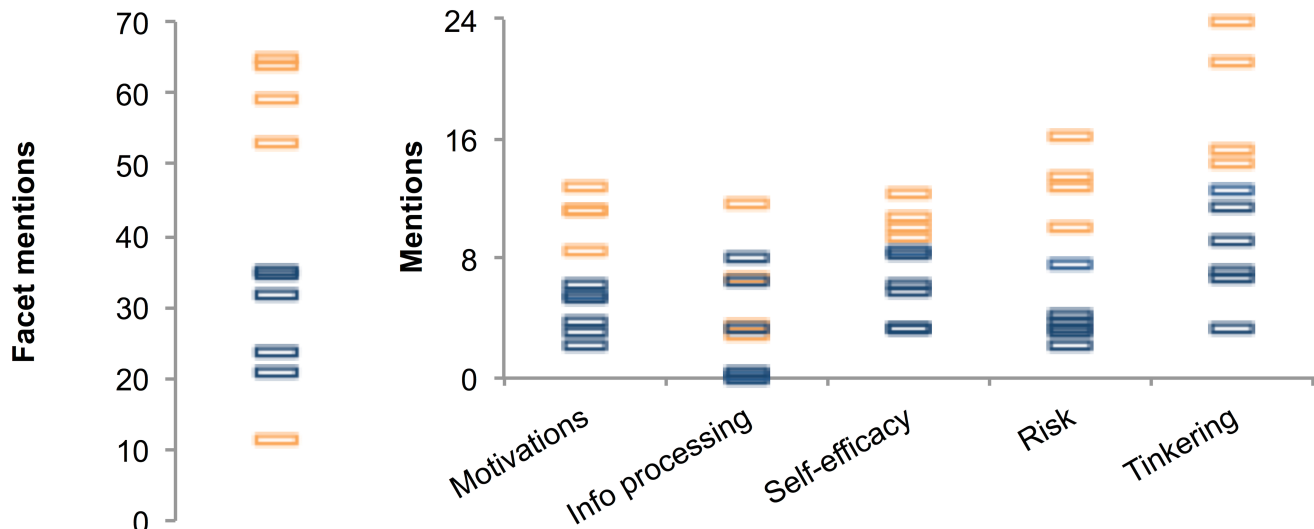 Facet mentions
70
60
50
40
30
20
10
0
Mentions
24
16
8
0
Motivations
Info processing
Self-efficacy
Risk
Tinkering